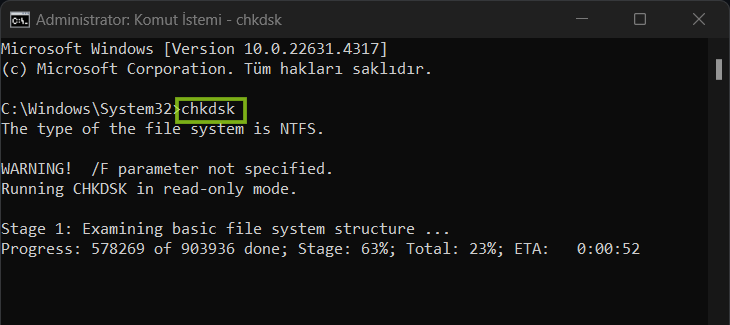 Administrator: Komut İstemi - chkdsk
Microsoft Windows [Version 10.0.22631.4317]
(c) Microsoft Corporation. Tüm hakları saklıdır.
C:\Windows\System32>chkdsk
The type of the file system is NTFS.
WARNING!  /F parameter not specified.
Running CHKDSK in read-only mode.
Stage 1: Examining basic file system structure ...
Progress: 578269 of 903936 done; Stage: 63%; Total: 23%; ETA:   0:00:52